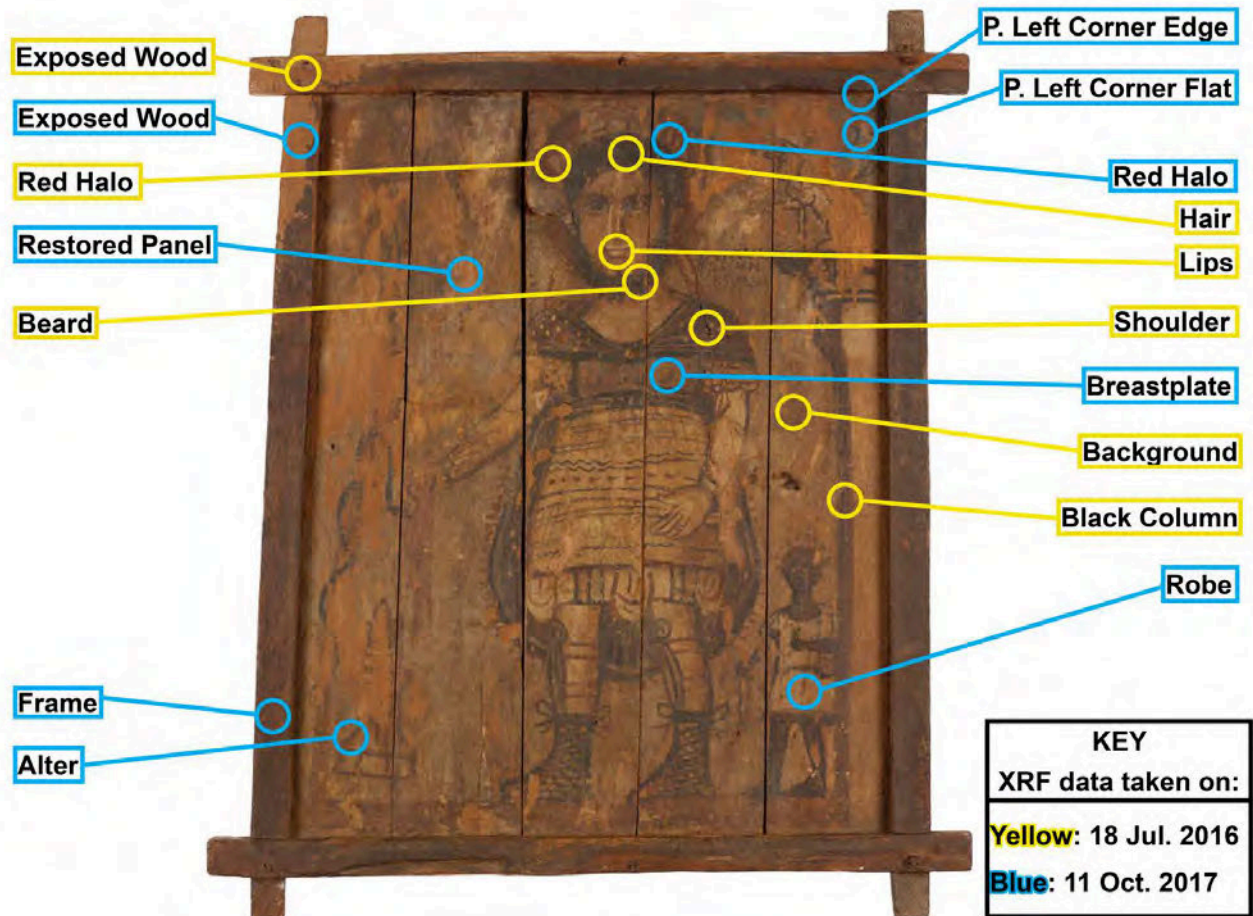 Exposed Wood
Exposed Wood
Red Halo
Restored Panel
Beard
Frame
Alter
P. Left Corner Edge
P. Left Corner Flat
Red Halo
Hair
Lips
Shoulder
Breastplate
Background
Black Column
Robe
KEY
XRF data taken on:
Yellow: 18 Jul. 2016
Blue: 11 Oct. 2017